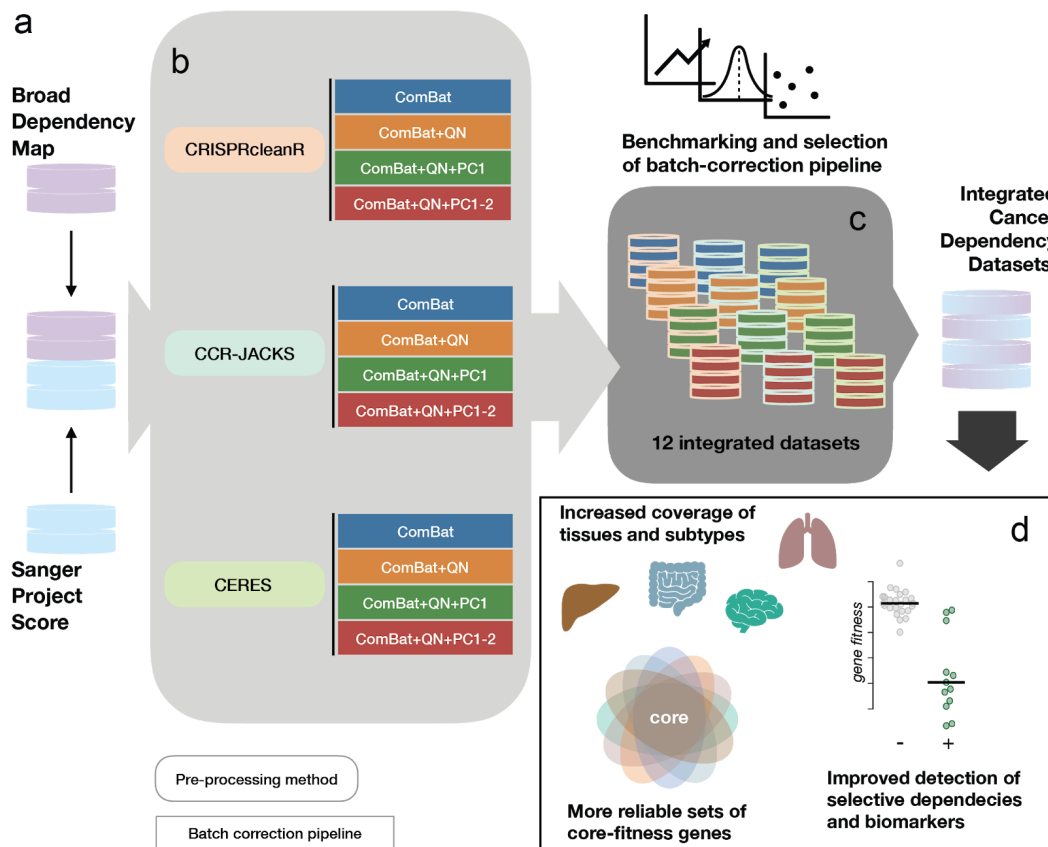 a
Broad
Dependency
Map
Sanger
Project
Score
b
CRISPRcleanR
ComBat
ComBat+QN
ComBat+QN+PC1
ComBat+QN+PC1-2
CCR-JACKS
ComBat
ComBat+QN
ComBat+QN+PC1
ComBat+QN+PC1-2
CERES
ComBat
ComBat+QN
ComBat+QN+PC1
ComBat+QN+PC1-2
Pre-processing method
Batch correction pipeline
Benchmarking and selection
of batch-correction pipeline
c
12 integrated datasets
Integrated
Cance
Dependency
Datasets
d
Increased coverage of
tissues and subtypes
core
More reliable sets of
core-fitness genes
gene fitness
- +
Improved detection of
selective dependecies
and biomarkers